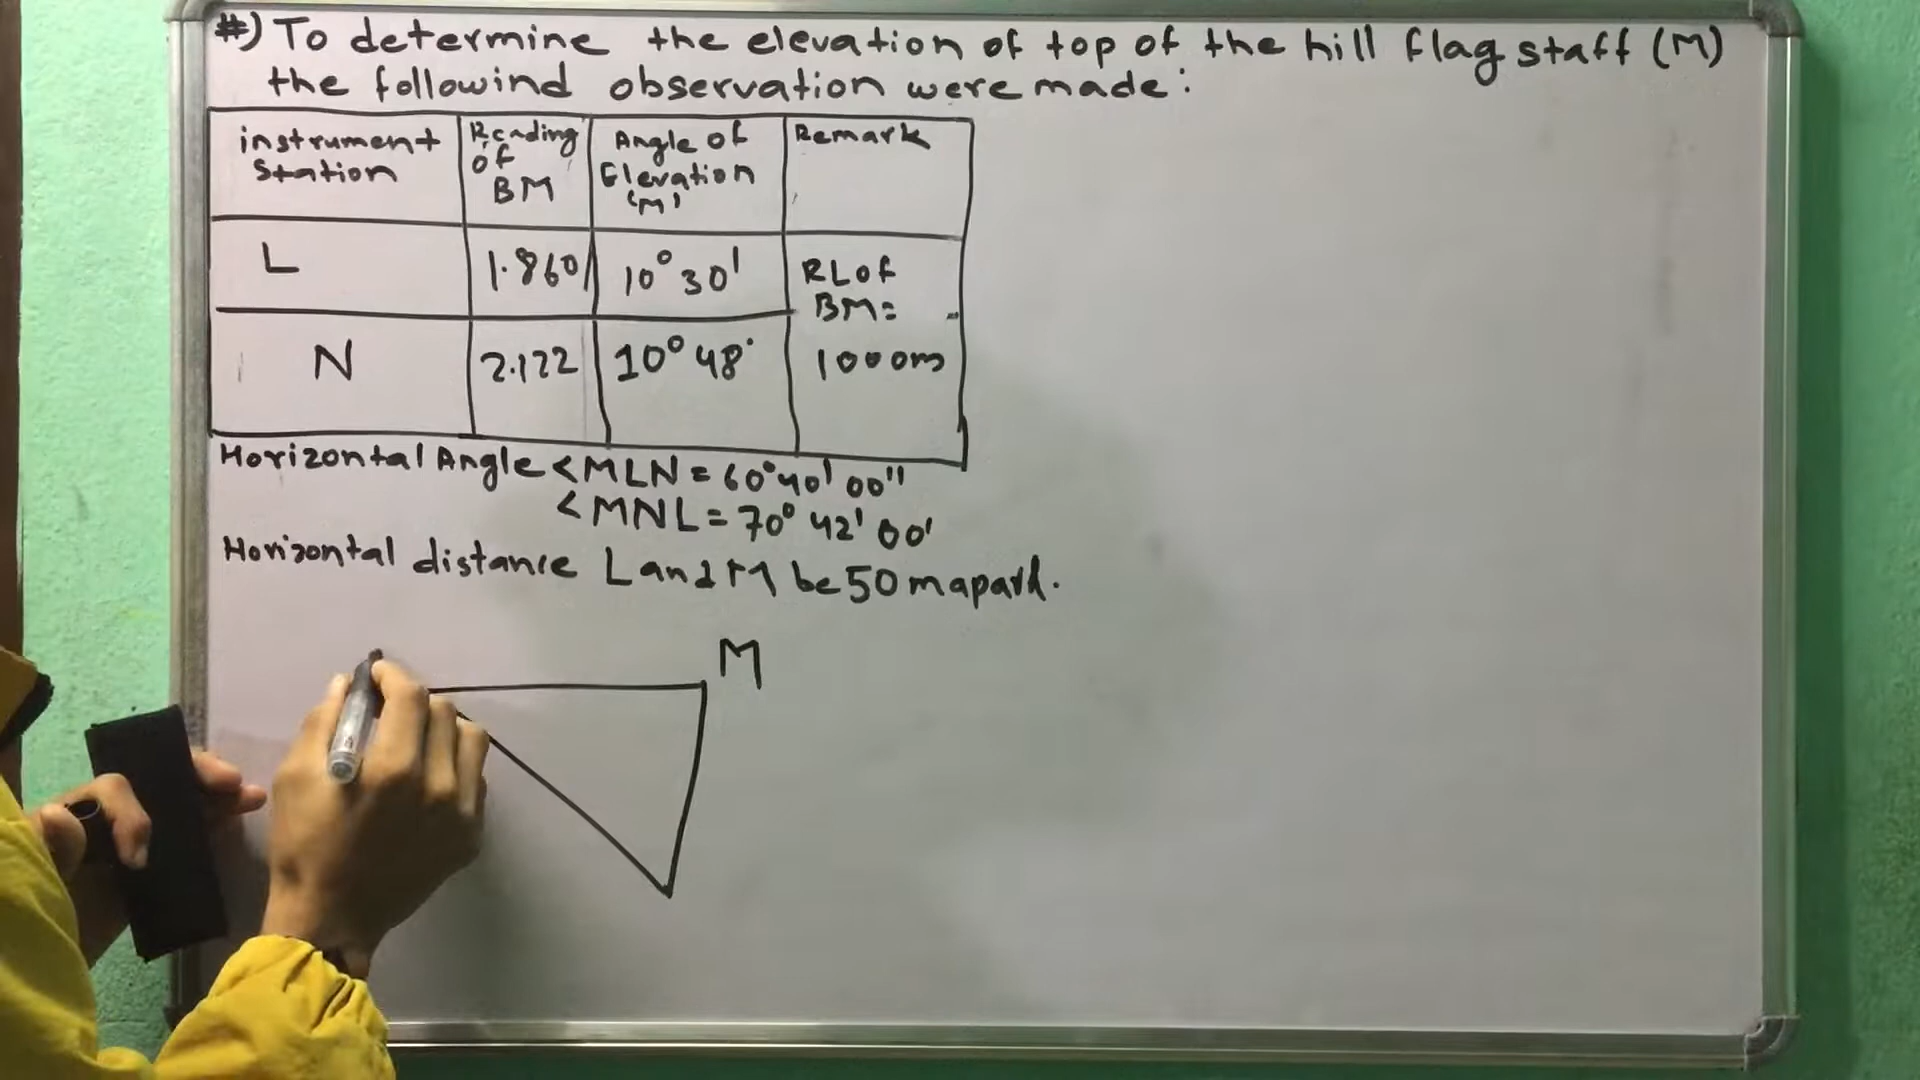 #) To determine the elevation of top of the hill flag staff (M)
the followind observation were made :
instrument Station
Reading of BM
Angle of Elevation 'M'
Remark
L
1.860
10° 30'
RL of BM = 1000m
N
2.122
10° 48'
Horizontal Angle <MLN = 60° 40' 00"
<MNL = 70° 42' 00'
Horizontal distance L and M be 50 m apard.
M